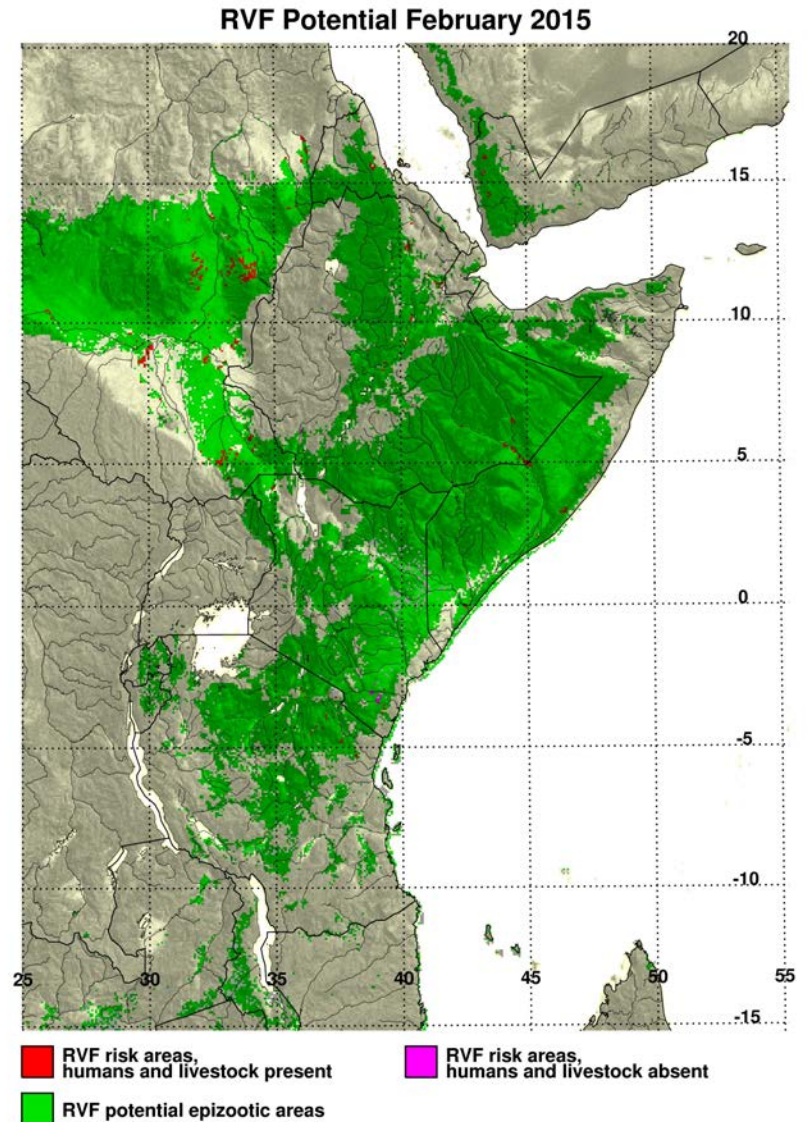 RVF Potential February 2015
20
15
10
5
0
-5
-10
25 30 35 40 45 50 55
-15
RVF risk areas,
humans and livestock present
RVF risk areas,
humans and livestock absent
RVF potential epizootic areas